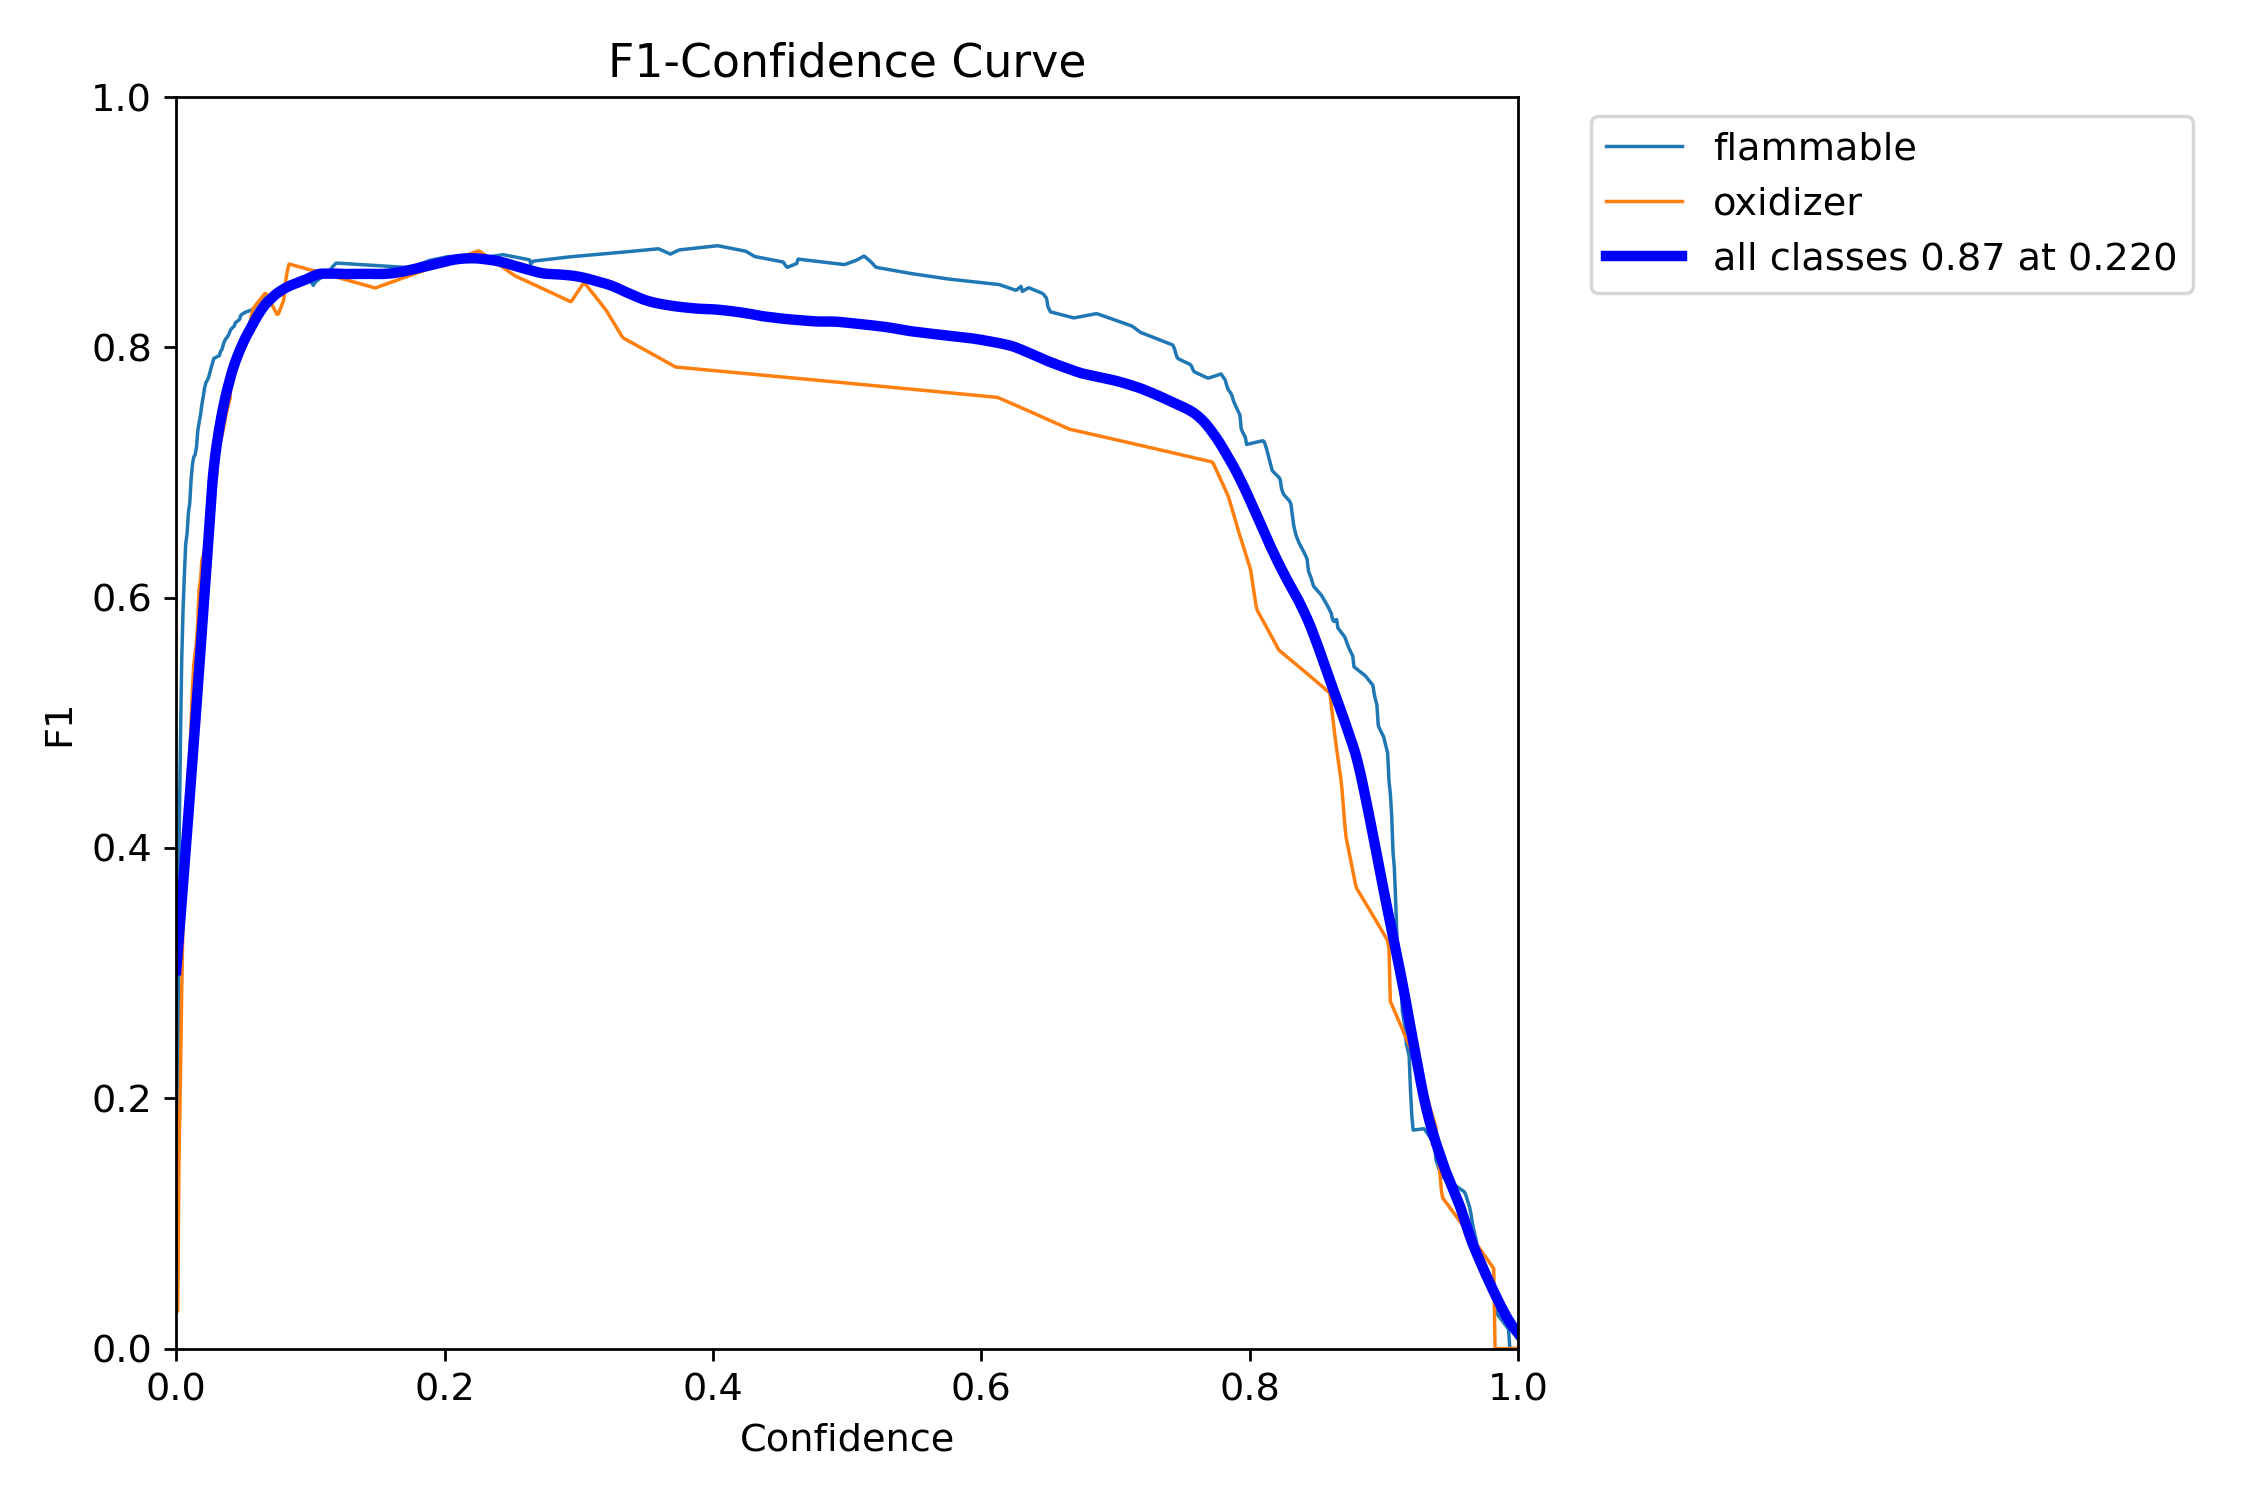 F1-Confidence Curve
1.0
0.8
0.6
0.4
0.2
0.0
F1
0.0 0.2 0.4 0.6 0.8 1.0
Confidence
flammable
oxidizer
all classes 0.87 at 0.220